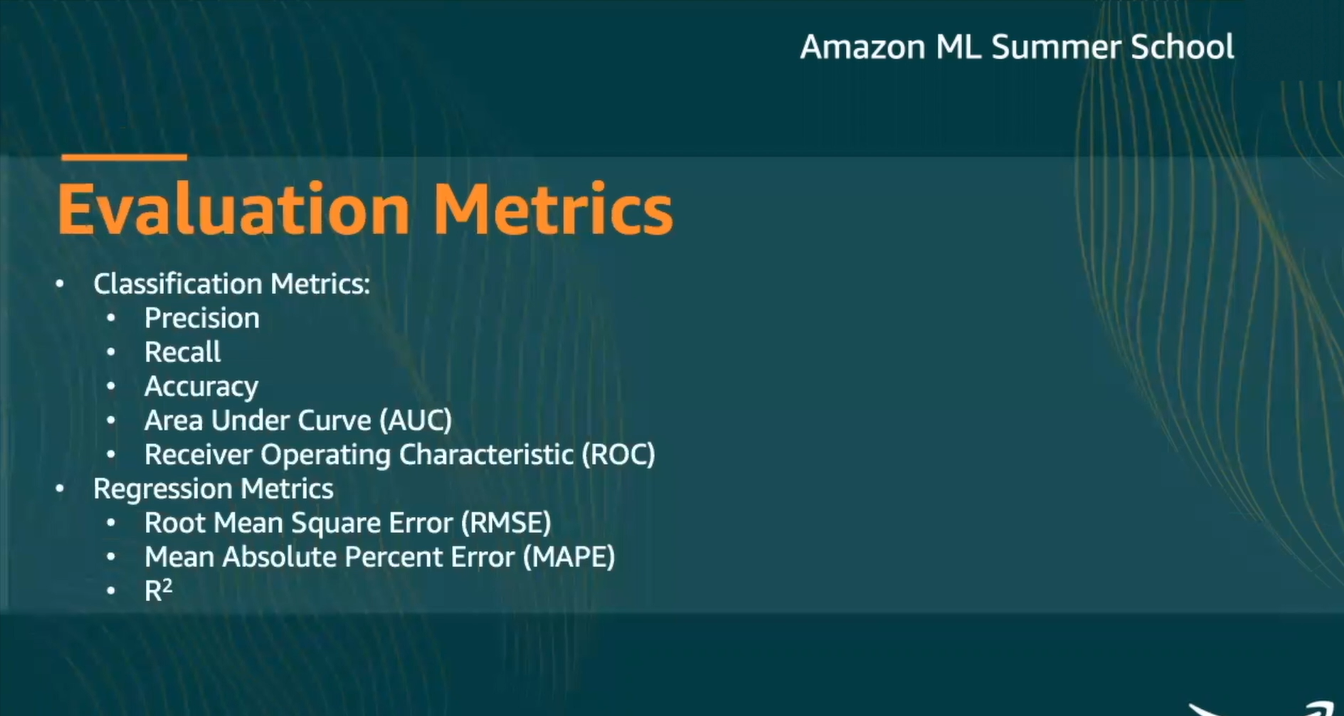 Amazon ML Summer School
Evaluation Metrics
• Classification Metrics:
• Precision
• Recall
• Accuracy
• Area Under Curve (AUC)
• Receiver Operating Characteristic (ROC)
• Regression Metrics
• Root Mean Square Error (RMSE)
• Mean Absolute Percent Error (MAPE)
• R²